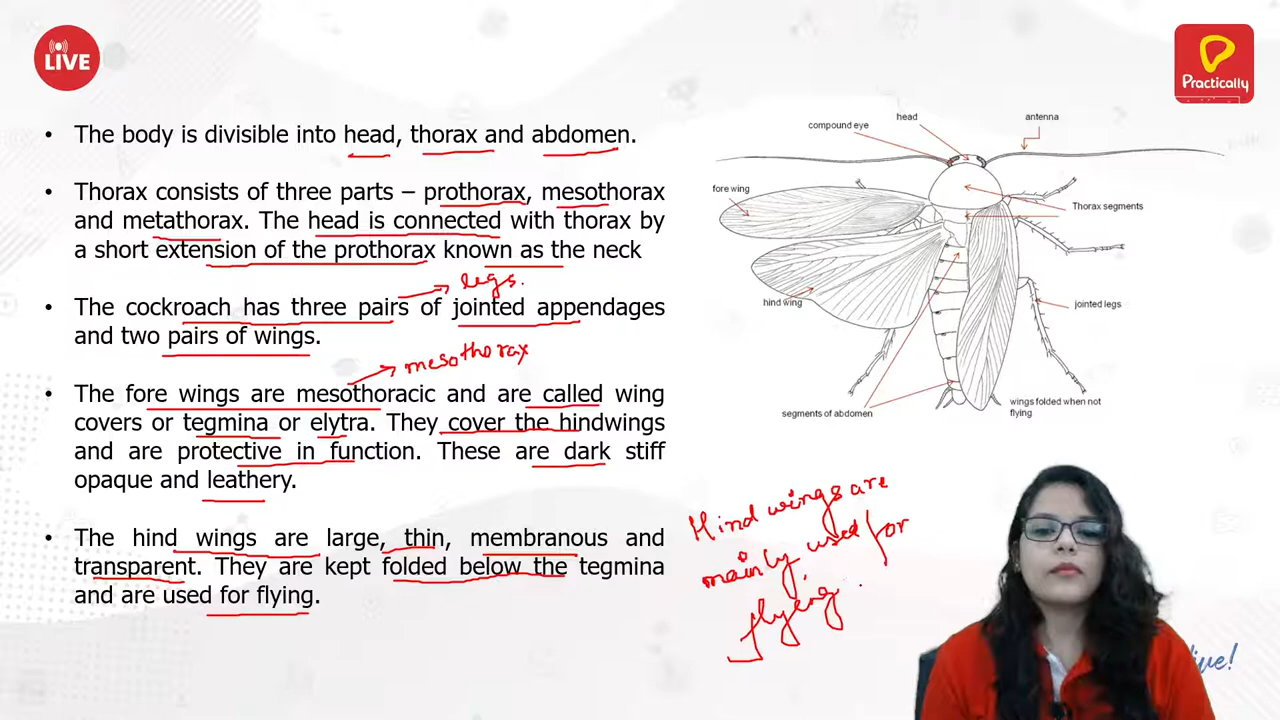 LIVE
Practically
• The body is divisible into head, thorax and abdomen.
• Thorax consists of three parts – prothorax, mesothorax
and metathorax. The head is connected with thorax by
a short extension of the prothorax known as the neck
legs.
• The cockroach has three pairs of jointed appendages
and two pairs of wings.
mesothorax
• The fore wings are mesothoracic and are called wing
covers or tegmina or elytra. They cover the hindwings
and are protective in function. These are dark stiff
opaque and leathery.
• The hind wings are large, thin, membranous and
transparent. They are kept folded below the tegmina
and are used for flying.
head
antenna
compound eye
fore wing
Thorax segments
hind wing
jointed legs
segments of abdomen
wings folded when not
flying
Hind wings are
mainly used for
flying.